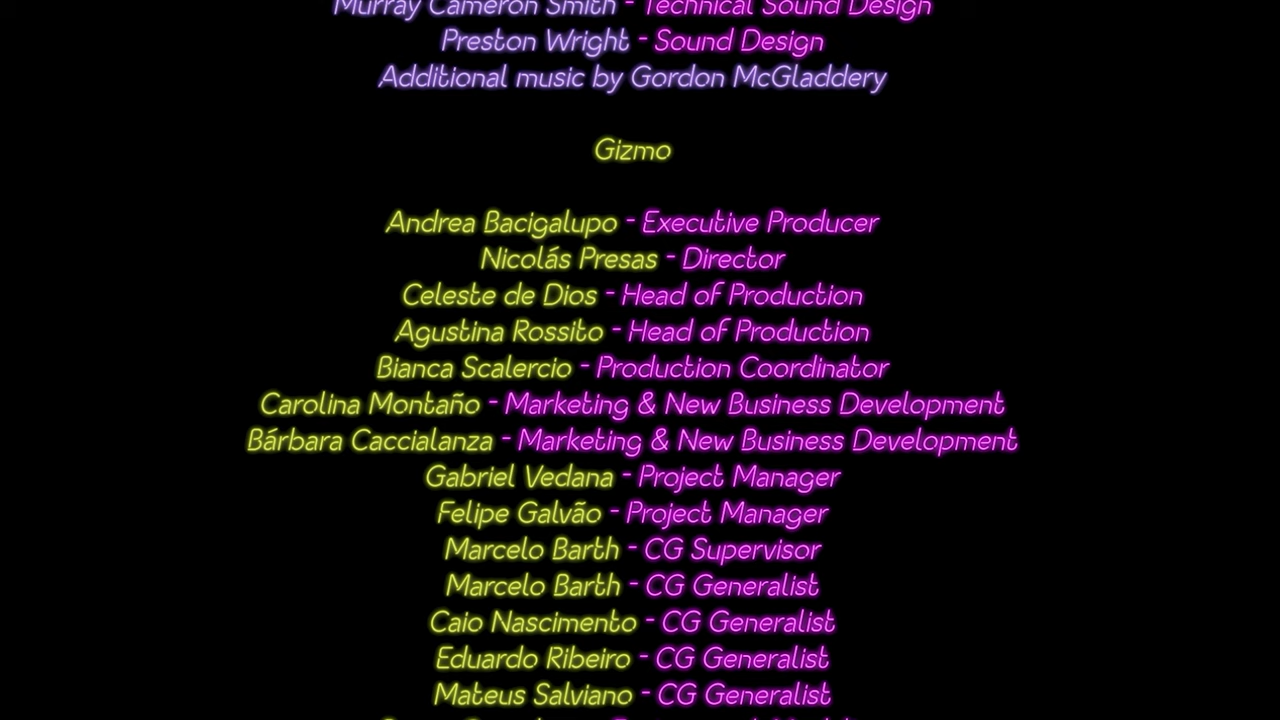 Murray Cameron Smith - Technical Sound Design
Preston Wright - Sound Design
Additional music by Gordon McGladdery
Gizmo
Andrea Bacigalupo - Executive Producer
Nicolás Presas - Director
Celeste de Dios - Head of Production
Agustina Rossito - Head of Production
Bianca Scalercio - Production Coordinator
Carolina Montaño - Marketing & New Business Development
Bárbara Caccialanza - Marketing & New Business Development
Gabriel Vedana - Project Manager
Felipe Galvão - Project Manager
Marcelo Barth - CG Supervisor
Marcelo Barth - CG Generalist
Caio Nascimento - CG Generalist
Eduardo Ribeiro - CG Generalist
Mateus Salviano - CG Generalist